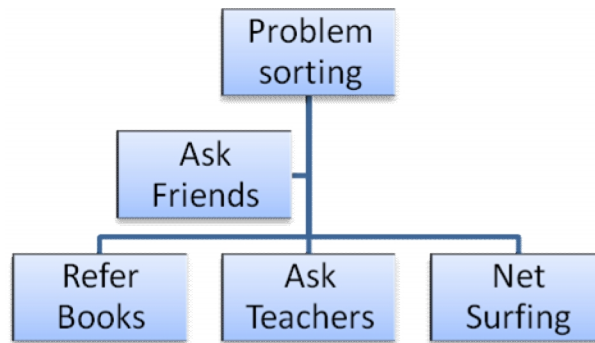 Problem
sorting
Ask
Friends
Refer
Books
Ask
Teachers
Net
Surfing